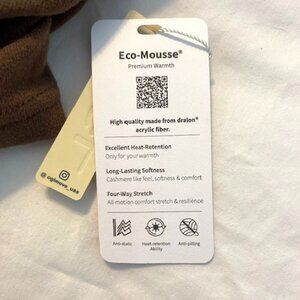 Eco-Mousse®
Premium Warmth
High quality made from dralon®
acrylic fiber.
Excellent Heat-Retention
Only for your warmth
Long-Lasting Softness
Cashmere like feel, softness & comfort
Four-Way Stretch
All motion comfort stretch & resilience
Anti-static
Heat-retention
Ability
Anti-pilling